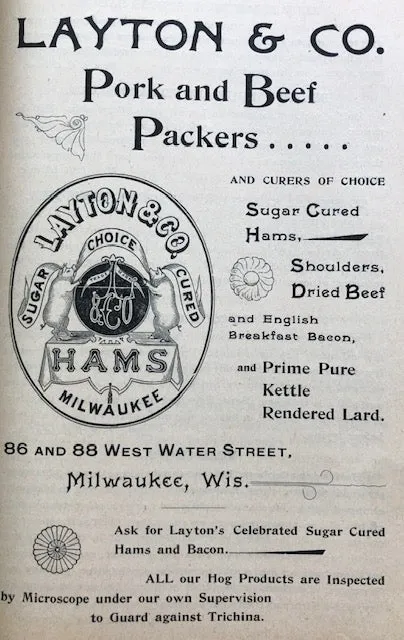 LAYTON & CO.
Pork and Beef
Packers.....
AND CURERS OF CHOICE
Sugar Cured
Hams,
Shoulders,
Dried Beef
and English
Breakfast Bacon,
and Prime Pure
Kettle
Rendered Lard.
LAYTON & CO.
CHOICE
SUGAR CURED
L&CO
HAMS
MILWAUKEE
86 AND 88 WEST WATER STREET,
Milwaukee, Wis.
Ask for Layton's Celebrated Sugar Cured
Hams and Bacon.
ALL our Hog Products are Inspected
by Microscope under our own Supervision
to Guard against Trichina.